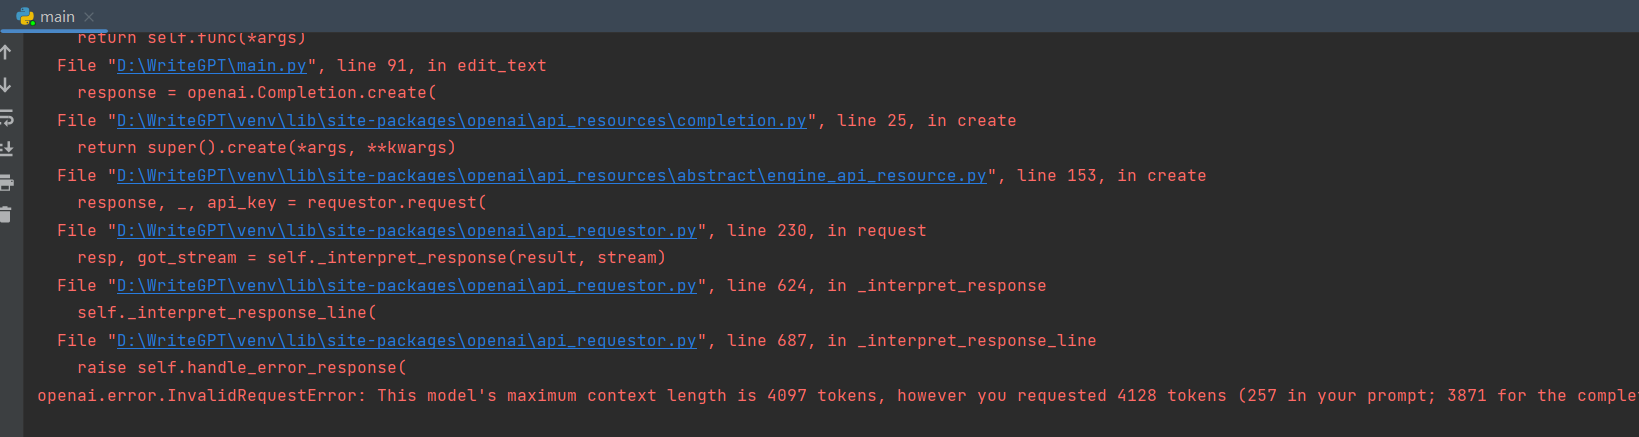 main
return self.func(*args)
File "D:\WriteGPT\main.py", line 91, in edit_text
response = openai.Completion.create(
File "D:\WriteGPT\venv\lib\site-packages\openai\api_resources\completion.py", line 25, in create
return super().create(*args, **kwargs)
File "D:\WriteGPT\venv\lib\site-packages\openai\api_resources\abstract\engine_api_resource.py", line 153, in create
response, _, api_key = requestor.request(
File "D:\WriteGPT\venv\lib\site-packages\openai\api_requestor.py", line 230, in request
resp, got_stream = self._interpret_response(result, stream)
File "D:\WriteGPT\venv\lib\site-packages\openai\api_requestor.py", line 624, in _interpret_response
self._interpret_response_line(
File "D:\WriteGPT\venv\lib\site-packages\openai\api_requestor.py", line 687, in _interpret_response_line
raise self.handle_error_response(
openai.error.InvalidRequestError: This model's maximum context length is 4097 tokens, however you requested 4128 tokens (257 in your prompt; 3871 for the comple